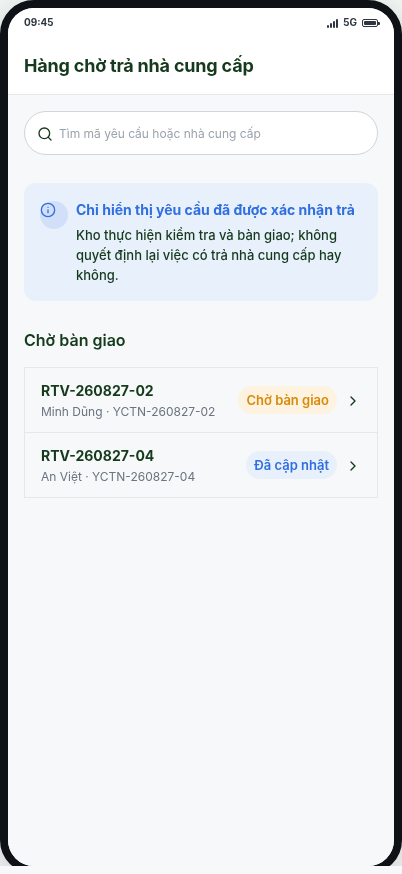 09:45
5G
Hàng chờ trả nhà cung cấp
Tìm mã yêu cầu hoặc nhà cung cấp
Chỉ hiển thị yêu cầu đã được xác nhận trả
Kho thực hiện kiểm tra và bàn giao; không
quyết định lại việc có trả nhà cung cấp hay
không.
Chờ bàn giao
RTV-260827-02
Chờ bàn giao
Minh Dũng · YCTN-260827-02
RTV-260827-04
Đã cập nhật
An Việt · YCTN-260827-04